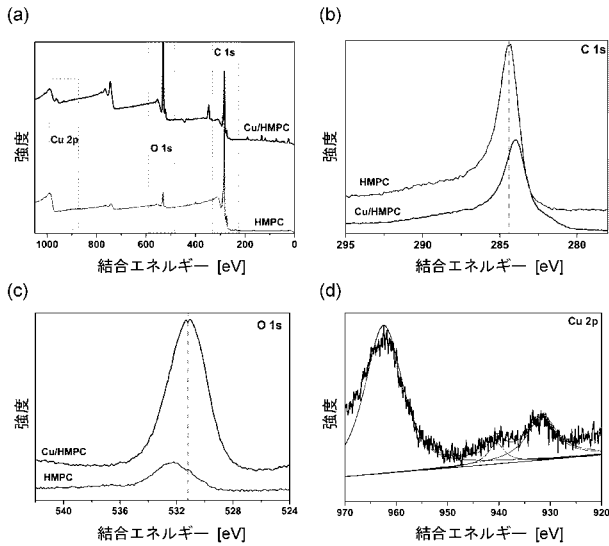 (a)
C 1s
Cu 2p
O 1s
Cu/HMPC
HMPC
強度
1000 800 600 400 200 0
結合エネルギー [eV]
(b)
C 1s
HMPC
Cu/HMPC
強度
295 290 285 280
結合エネルギー [eV]
(c)
O 1s
Cu/HMPC
HMPC
強度
540 536 532 528 524
結合エネルギー [eV]
(d)
Cu 2p
強度
970 960 950 940 930 920
結合エネルギー [eV]